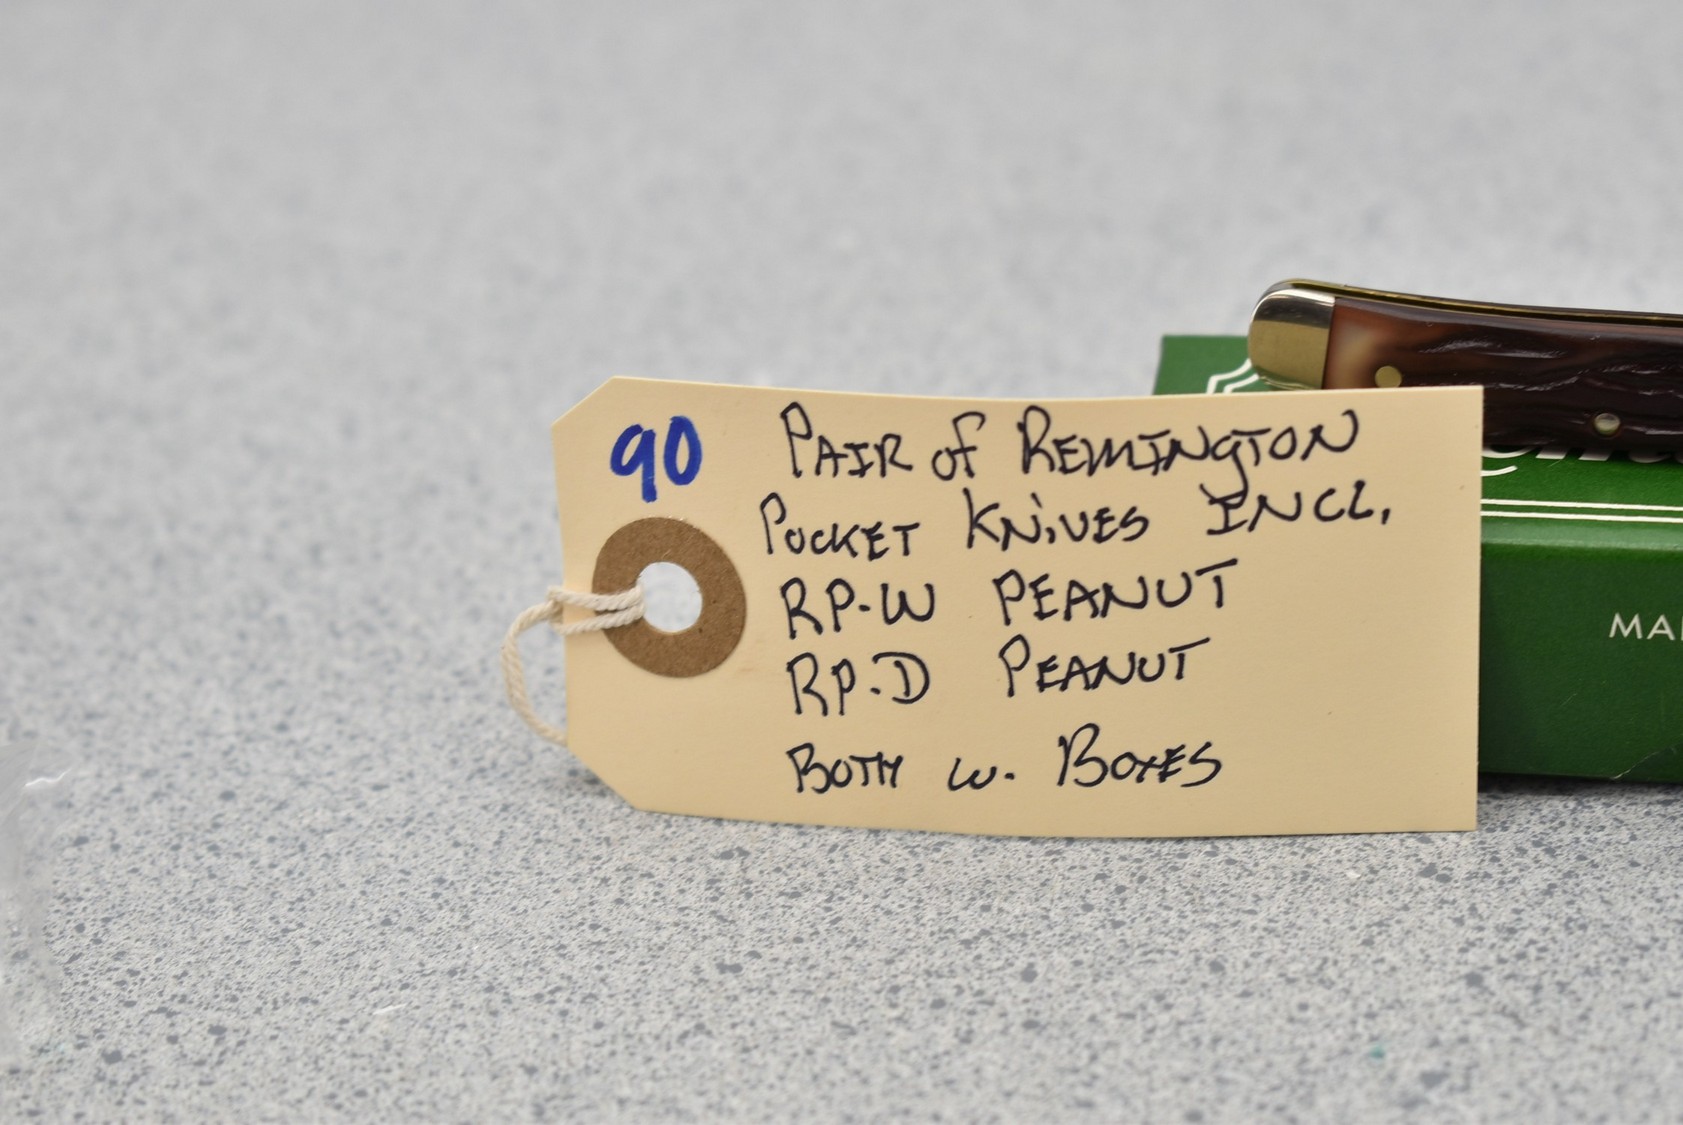 90
PAIR of REMINGTON
POCKET KNiVES INCL.
RP-W PEANUT
RP-D PEANUT
BOTH w. BOXES
MA